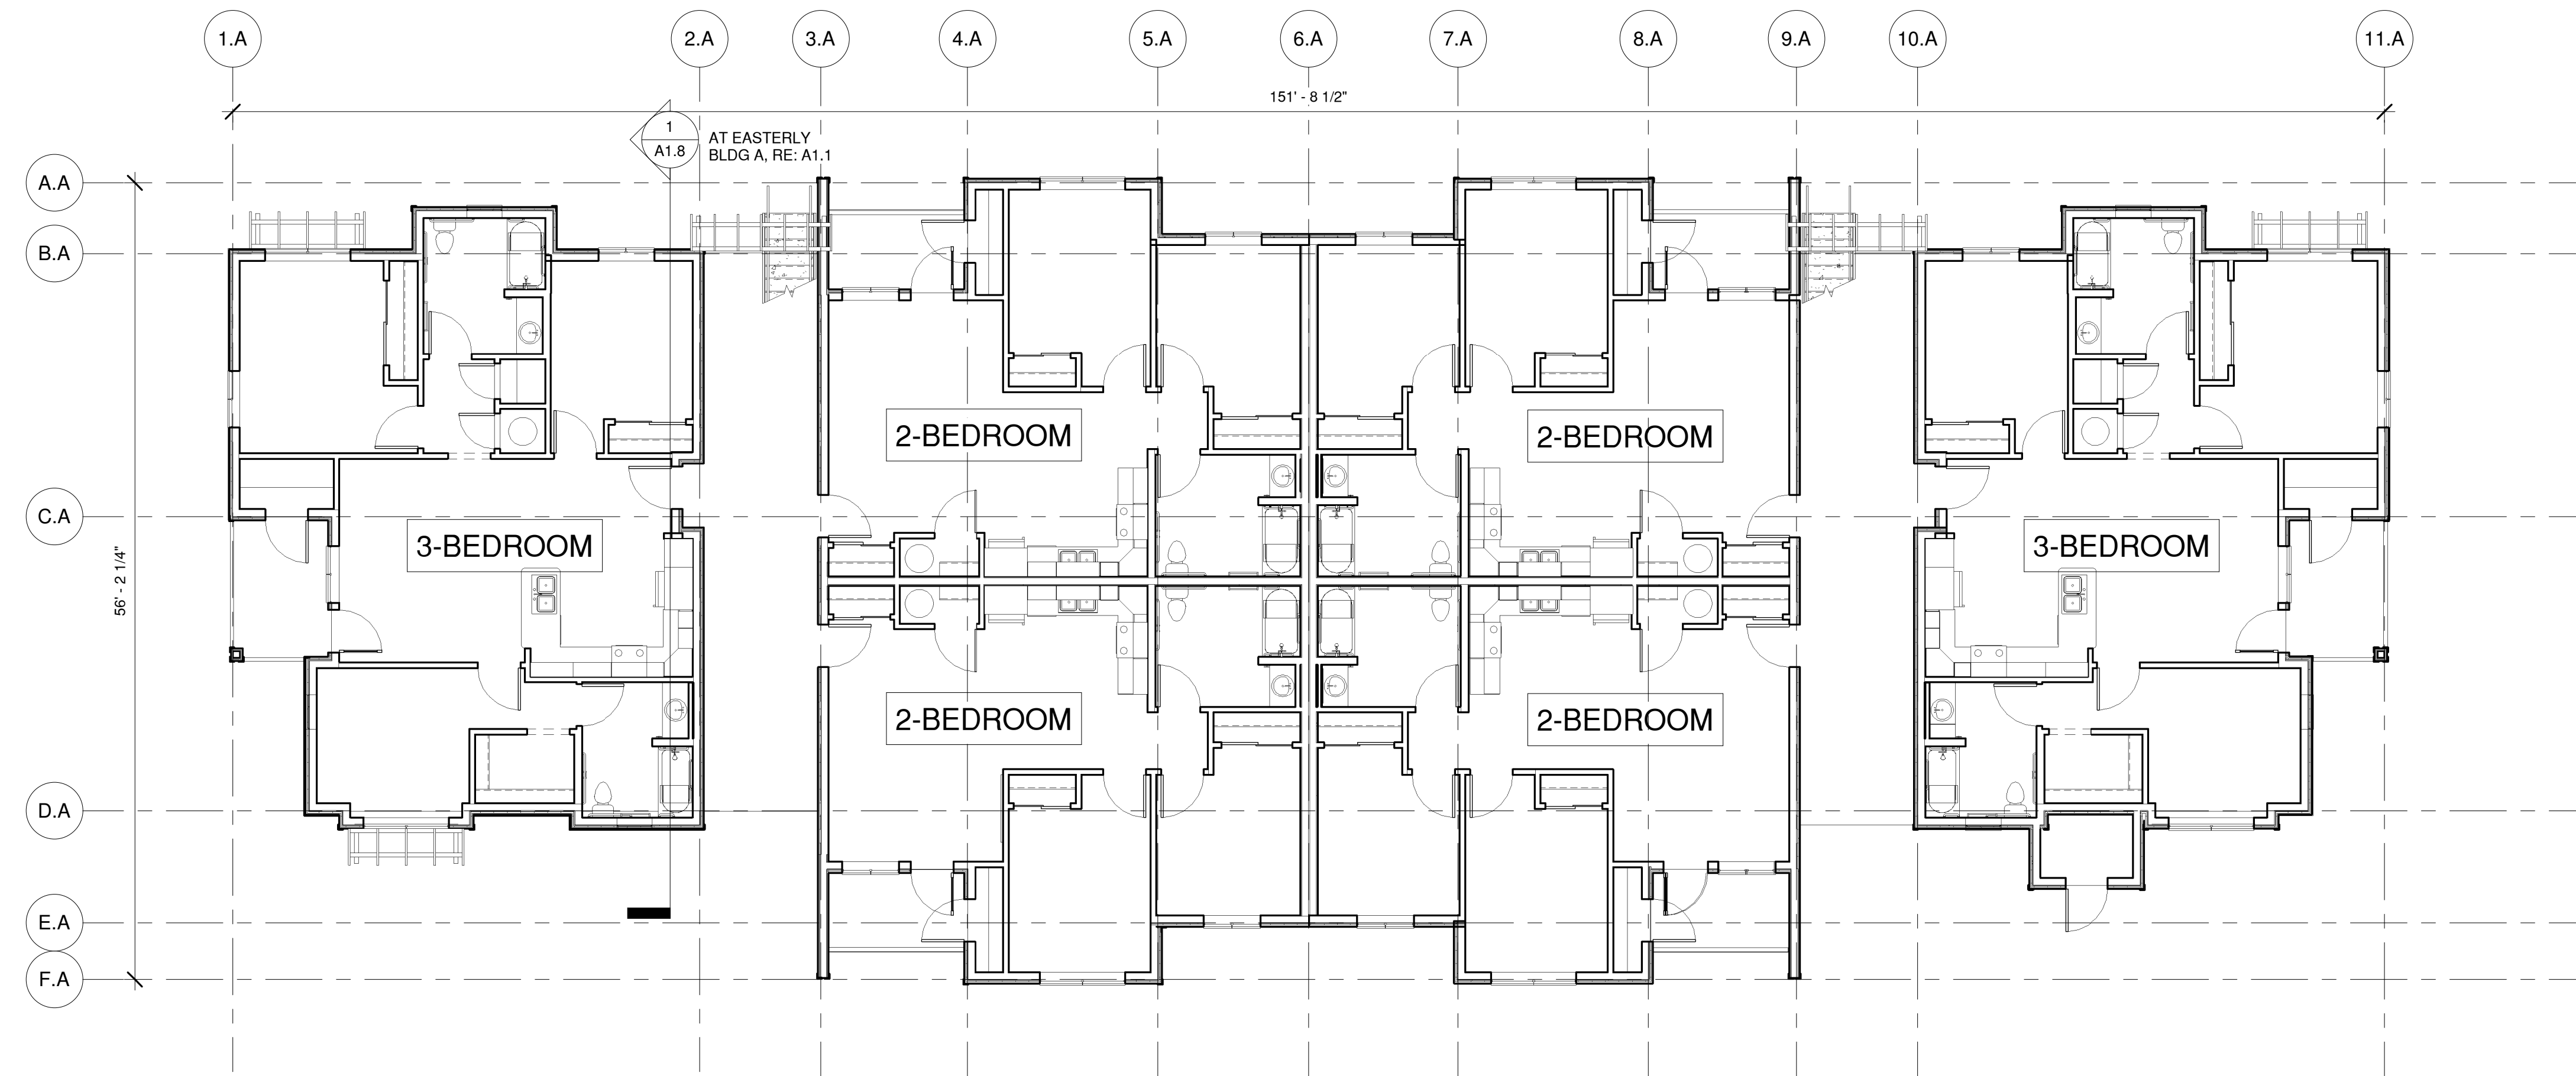 1.A
2.A
3.A
4.A
5.A
6.A
7.A
8.A
9.A
10.A
11.A
151' - 8 1/2"
1
A1.8
AT EASTERLY
BLDG A, RE: A1.1
A.A
B.A
C.A
D.A
E.A
F.A
56' - 2 1/4"
2-BEDROOM
2-BEDROOM
3-BEDROOM
3-BEDROOM
2-BEDROOM
2-BEDROOM